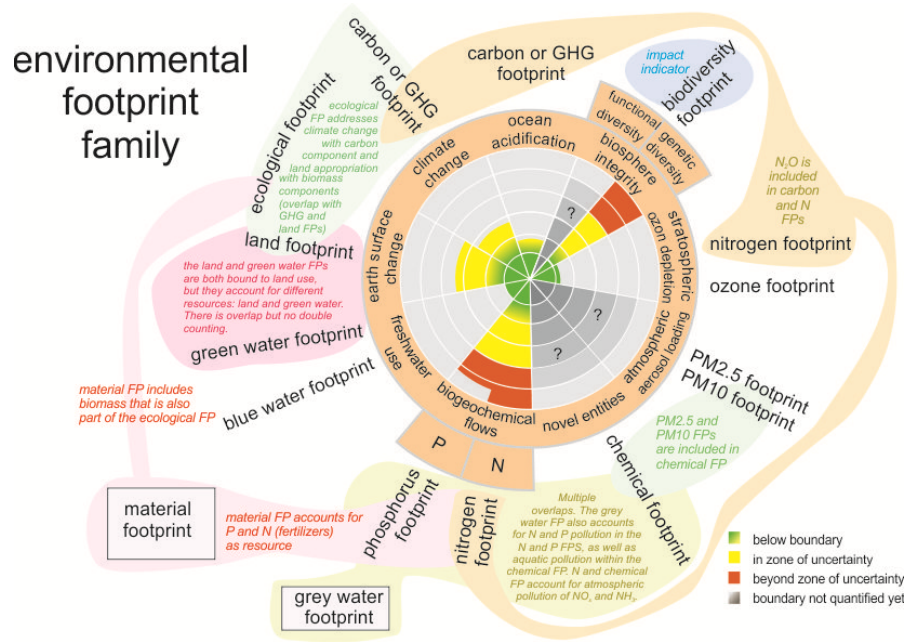 environmental
footprint
family
carbon or GHG
footprint
carbon or GHG
footprint
impact
indicator
biodiversity
footprint
ecological footprint
ecological
FP addresses
climate change
with carbon
component and
land appropriation
with biomass
components
(overlap with
GHG and
land FPs)
land footprint
the land and green water FPs
are both bound to land use,
but they account for different
resources: land and green water.
There is overlap but no double
counting.
green water footprint
blue water footprint
climate
change
ocean
acidification
biosphere
integrity
functional
diversity
genetic
diversity
stratospheric
ozon depletion
atmospheric
aerosol loading
novel entities
biogeochemical
flows
P
N
freshwater
use
earth surface
change
?
?
?
N₂O is
included
in carbon
and N
FPs
nitrogen footprint
ozone footprint
PM2.5 footprint
PM10 footprint
PM2.5 and
PM10 FPs
are included in
chemical FP
chemical footprint
material FP includes
biomass that is also
part of the ecological FP
material
footprint
material FP accounts for
P and N (fertilizers)
as resource
phosphorus
footprint
nitrogen
footprint
Multiple
overlaps. The grey
water FP also accounts
for N and P pollution in the
N and P FPS, as well as
aquatic pollution within the
chemical FP. N and chemical
FP account for atmospheric
pollution of NOₓ and NH₃.
grey water
footprint
below boundary
in zone of uncertainty
beyond zone of uncertainty
boundary not quantified yet